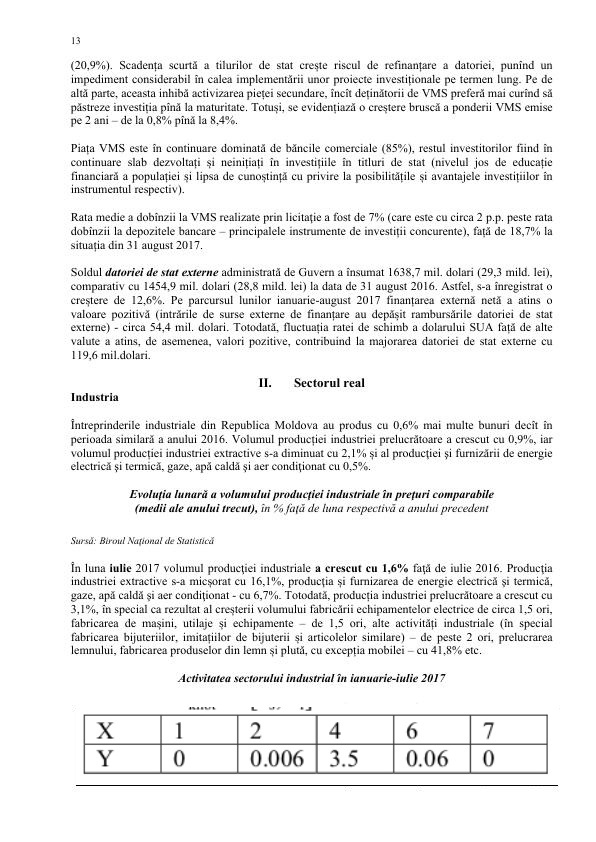 13
(20,9%). Scadența scurtă a tilurilor de stat crește riscul de refinanțare a datoriei, punînd un
impediment considerabil în calea implementării unor proiecte investiționale pe termen lung. Pe de
altă parte, aceasta inhibă activizarea pieței secundare, încît deținătorii de VMS preferă mai curînd să
păstreze investiția pînă la maturitate. Totuși, se evidențiază o creștere bruscă a ponderii VMS emise
pe 2 ani – de la 0,8% pînă la 8,4%.
Piața VMS este în continuare dominată de băncile comerciale (85%), restul investitorilor fiind în
continuare slab dezvoltați și neinițiați în investițiile în titluri de stat (nivelul jos de educație
financiară a populației și lipsa de cunoștință cu privire la posibilitățile și avantajele investițiilor în
instrumentul respectiv).
Rata medie a dobînzii la VMS realizate prin licitație a fost de 7% (care este cu circa 2 p.p. peste rata
dobînzii la depozitele bancare – principalele instrumente de investiții concurente), față de 18,7% la
situația din 31 august 2017.
Soldul datoriei de stat externe administrată de Guvern a însumat 1638,7 mil. dolari (29,3 mild. lei),
comparativ cu 1454,9 mil. dolari (28,8 mild. lei) la data de 31 august 2016. Astfel, s-a înregistrat o
creștere de 12,6%. Pe parcursul lunilor ianuarie-august 2017 finanțarea externă netă a atins o
valoare pozitivă (intrările de surse externe de finanțare au depășit rambursările datoriei de stat
externe) - circa 54,4 mil. dolari. Totodată, fluctuația ratei de schimb a dolarului SUA față de alte
valute a atins, de asemenea, valori pozitive, contribuind la majorarea datoriei de stat externe cu
119,6 mil.dolari.
II. Sectorul real
Industria
Întreprinderile industriale din Republica Moldova au produs cu 0,6% mai multe bunuri decît în
perioada similară a anului 2016. Volumul producției industriei prelucrătoare a crescut cu 0,9%, iar
volumul producției industriei extractive s-a diminuat cu 2,1% și al producţiei şi furnizării de energie
electrică şi termică, gaze, apă caldă şi aer condiţionat cu 0,5%.
Evoluţia lunară a volumului producţiei industriale în preţuri comparabile
(medii ale anului trecut), în % faţă de luna respectivă a anului precedent
Sursă: Biroul Naţional de Statistică
În luna iulie 2017 volumul producţiei industriale a crescut cu 1,6% faţă de iulie 2016. Producţia
industriei extractive s-a micșorat cu 16,1%, producţia şi furnizarea de energie electrică şi termică,
gaze, apă caldă şi aer condiţionat - cu 6,7%. Totodată, producția industriei prelucrătoare a crescut cu
3,1%, în special ca rezultat al creșterii volumului fabricării echipamentelor electrice de circa 1,5 ori,
fabricarea de mașini, utilaje și echipamente – de 1,5 ori, alte activităţi industriale (în special
fabricarea bijuteriilor, imitațiilor de bijuterii și articolelor similare) – de peste 2 ori, prelucrarea
lemnului, fabricarea produselor din lemn și plută, cu excepția mobilei – cu 41,8% etc.
Activitatea sectorului industrial în ianuarie-iulie 2017
X 1 2 4 6 7
Y 0 0.006 3.5 0.06 0